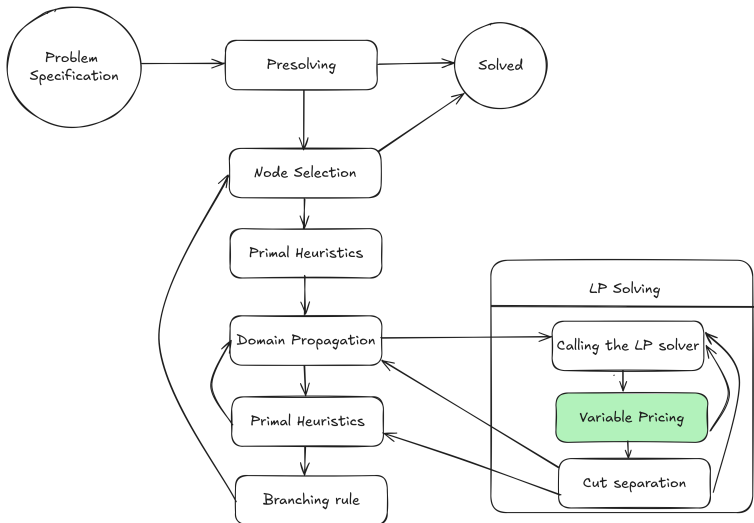 Problem
Specification
Presolving
Solved
Node Selection
Primal Heuristics
LP Solving
Domain Propagation
Calling the LP solver
Primal Heuristics
Variable Pricing
Cut separation
Branching rule